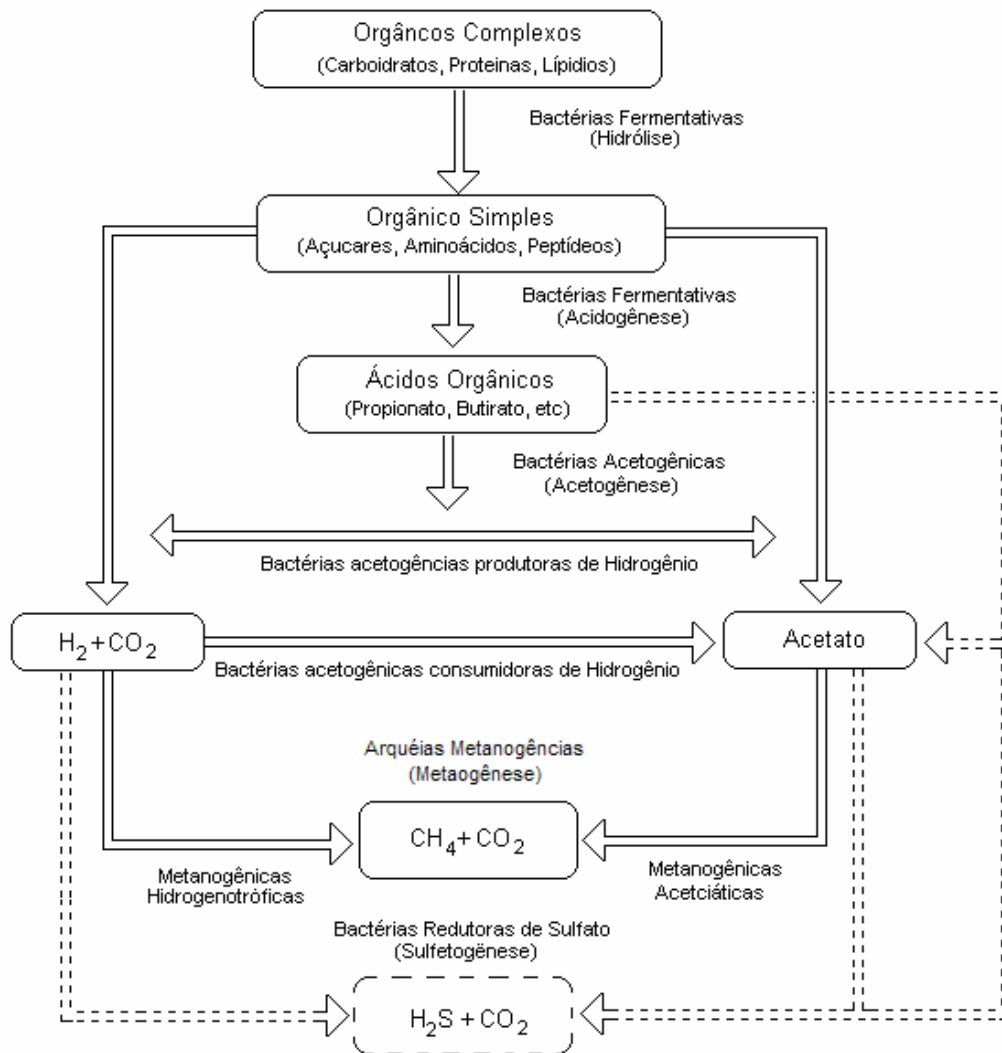 Orgâncos Complexos
(Carboidratos, Proteinas, Lípidios)
Bactérias Fermentativas
(Hidrólise)
Orgânico Simples
(Açucares, Aminoácidos, Peptídeos)
Bactérias Fermentativas
(Acidogênese)
Ácidos Orgânicos
(Propionato, Butirato, etc)
Bactérias Acetogênicas
(Acetogênese)
Bactérias acetogências produtoras de Hidrogênio
H₂+CO₂
Acetato
Bactérias acetogênicas consumidoras de Hidrogênio
Arquéias Metanogências
(Metaogênese)
CH₄+CO₂
Metanogênicas
Hidrogenotróficas
Metanogênicas
Acetciáticas
Bactérias Redutoras de Sulfato
(Sulfetogënese)
H₂S+CO₂